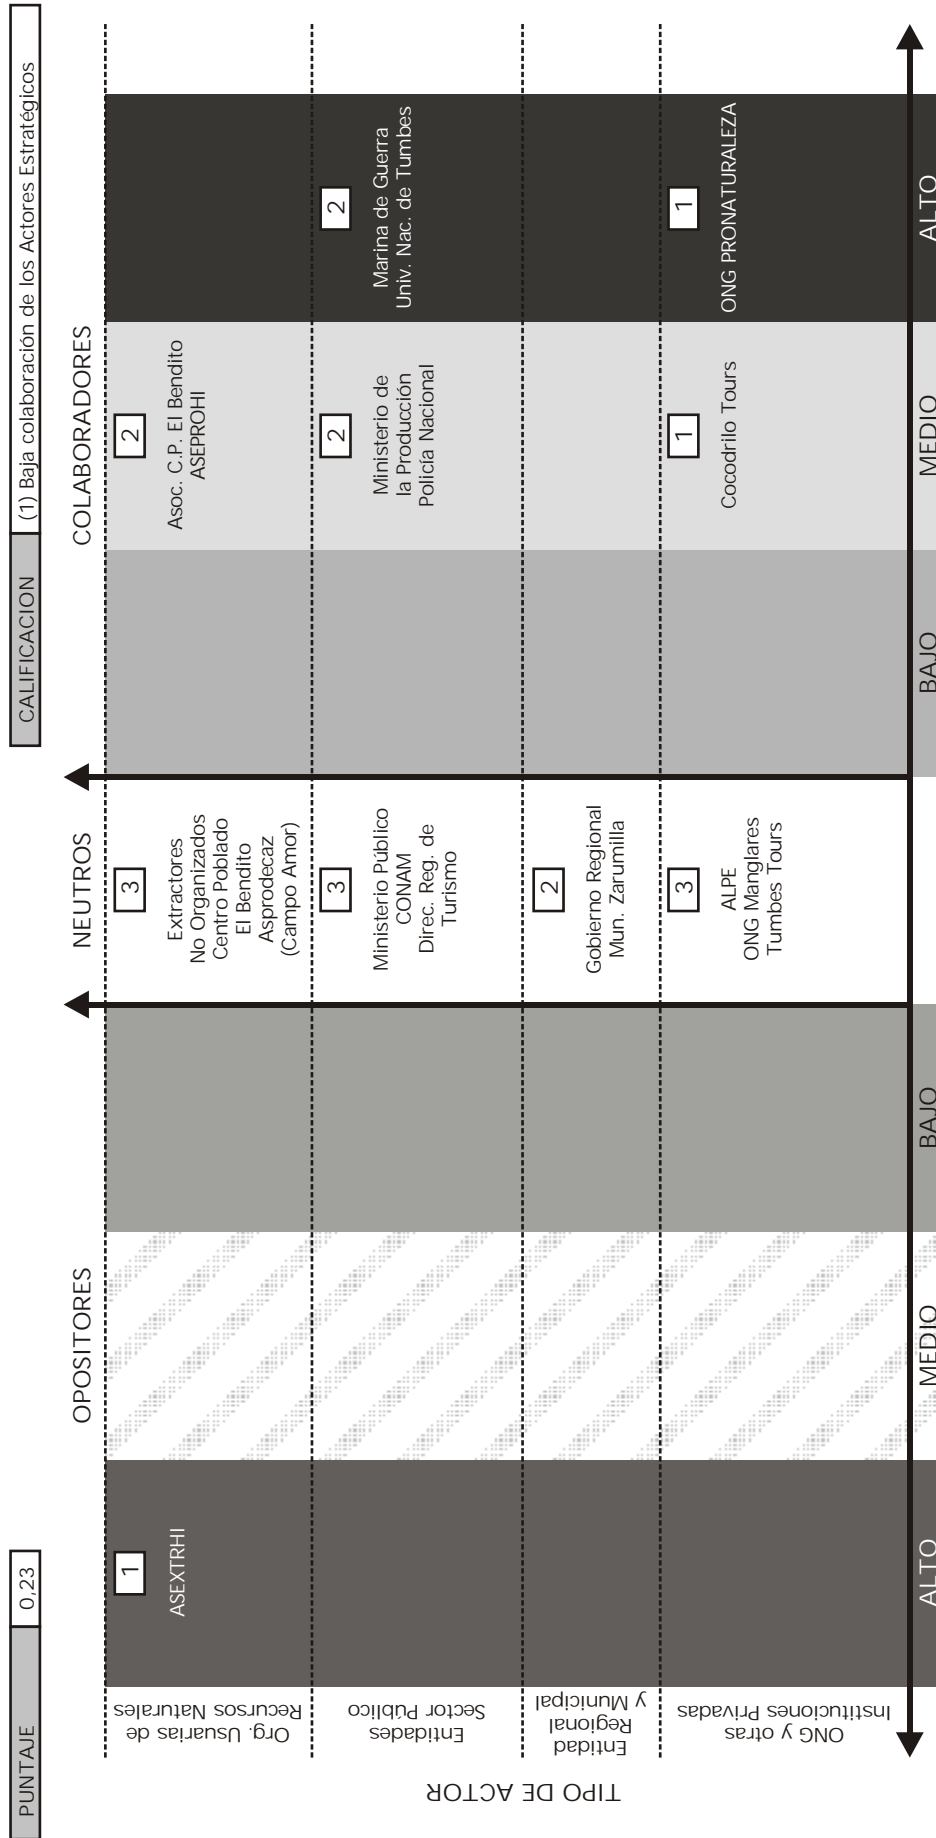 PUNTAJE
0,23
CALIFICACION
(1) Baja colaboración de los Actores Estratégicos
OPOSITORES
NEUTROS
COLABORADORES
TIPO DE ACTOR
Org. Usuarias de
Recursos Naturales
1
ASEXTRHI
3
Extractores
No Organizados
Centro Poblado
El Bendito
Asprodecaz
(Campo Amor)
2
Asoc. C.P. El Bendito
ASEPROHI
Entidades
Sector Público
3
Ministerio Público
CONAM
Direc. Reg. de
Turismo
2
Ministerio de
la Producción
Policía Nacional
2
Marina de Guerra
Univ. Nac. de Tumbes
Entidad
Regional
y Municipal
2
Gobierno Regional
Mun. Zarumilla
ONG y otras
Instituciones Privadas
3
ALPE
ONG Manglares
Tumbes Tours
1
Cocodrilo Tours
1
ONG PRONATURALEZA
ALTO
MEDIO
BAJO
BAJO
MEDIO
ALTO